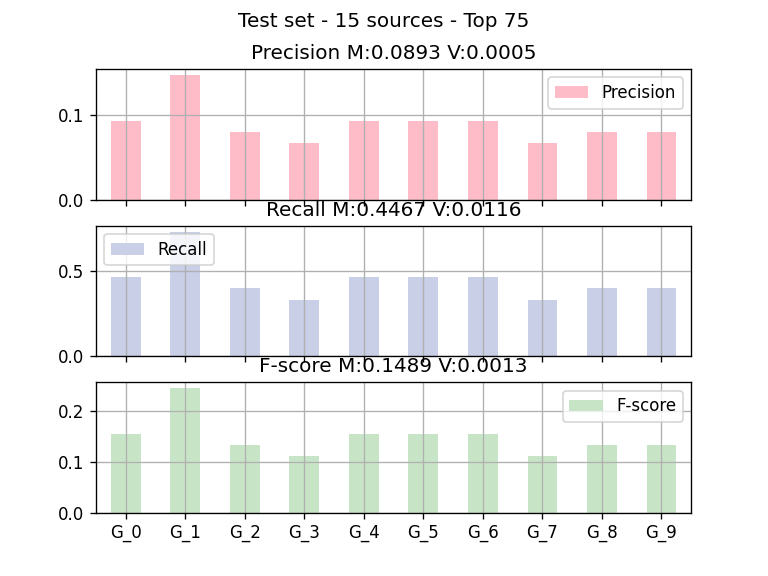 Test set - 15 sources - Top 75
Precision M:0.0893 V:0.0005
Precision
0.1
0.0
Recall M:0.4467 V:0.0116
Recall
0.5
0.0
F-score M:0.1489 V:0.0013
F-score
0.2
0.1
0.0
G_0 G_1 G_2 G_3 G_4 G_5 G_6 G_7 G_8 G_9